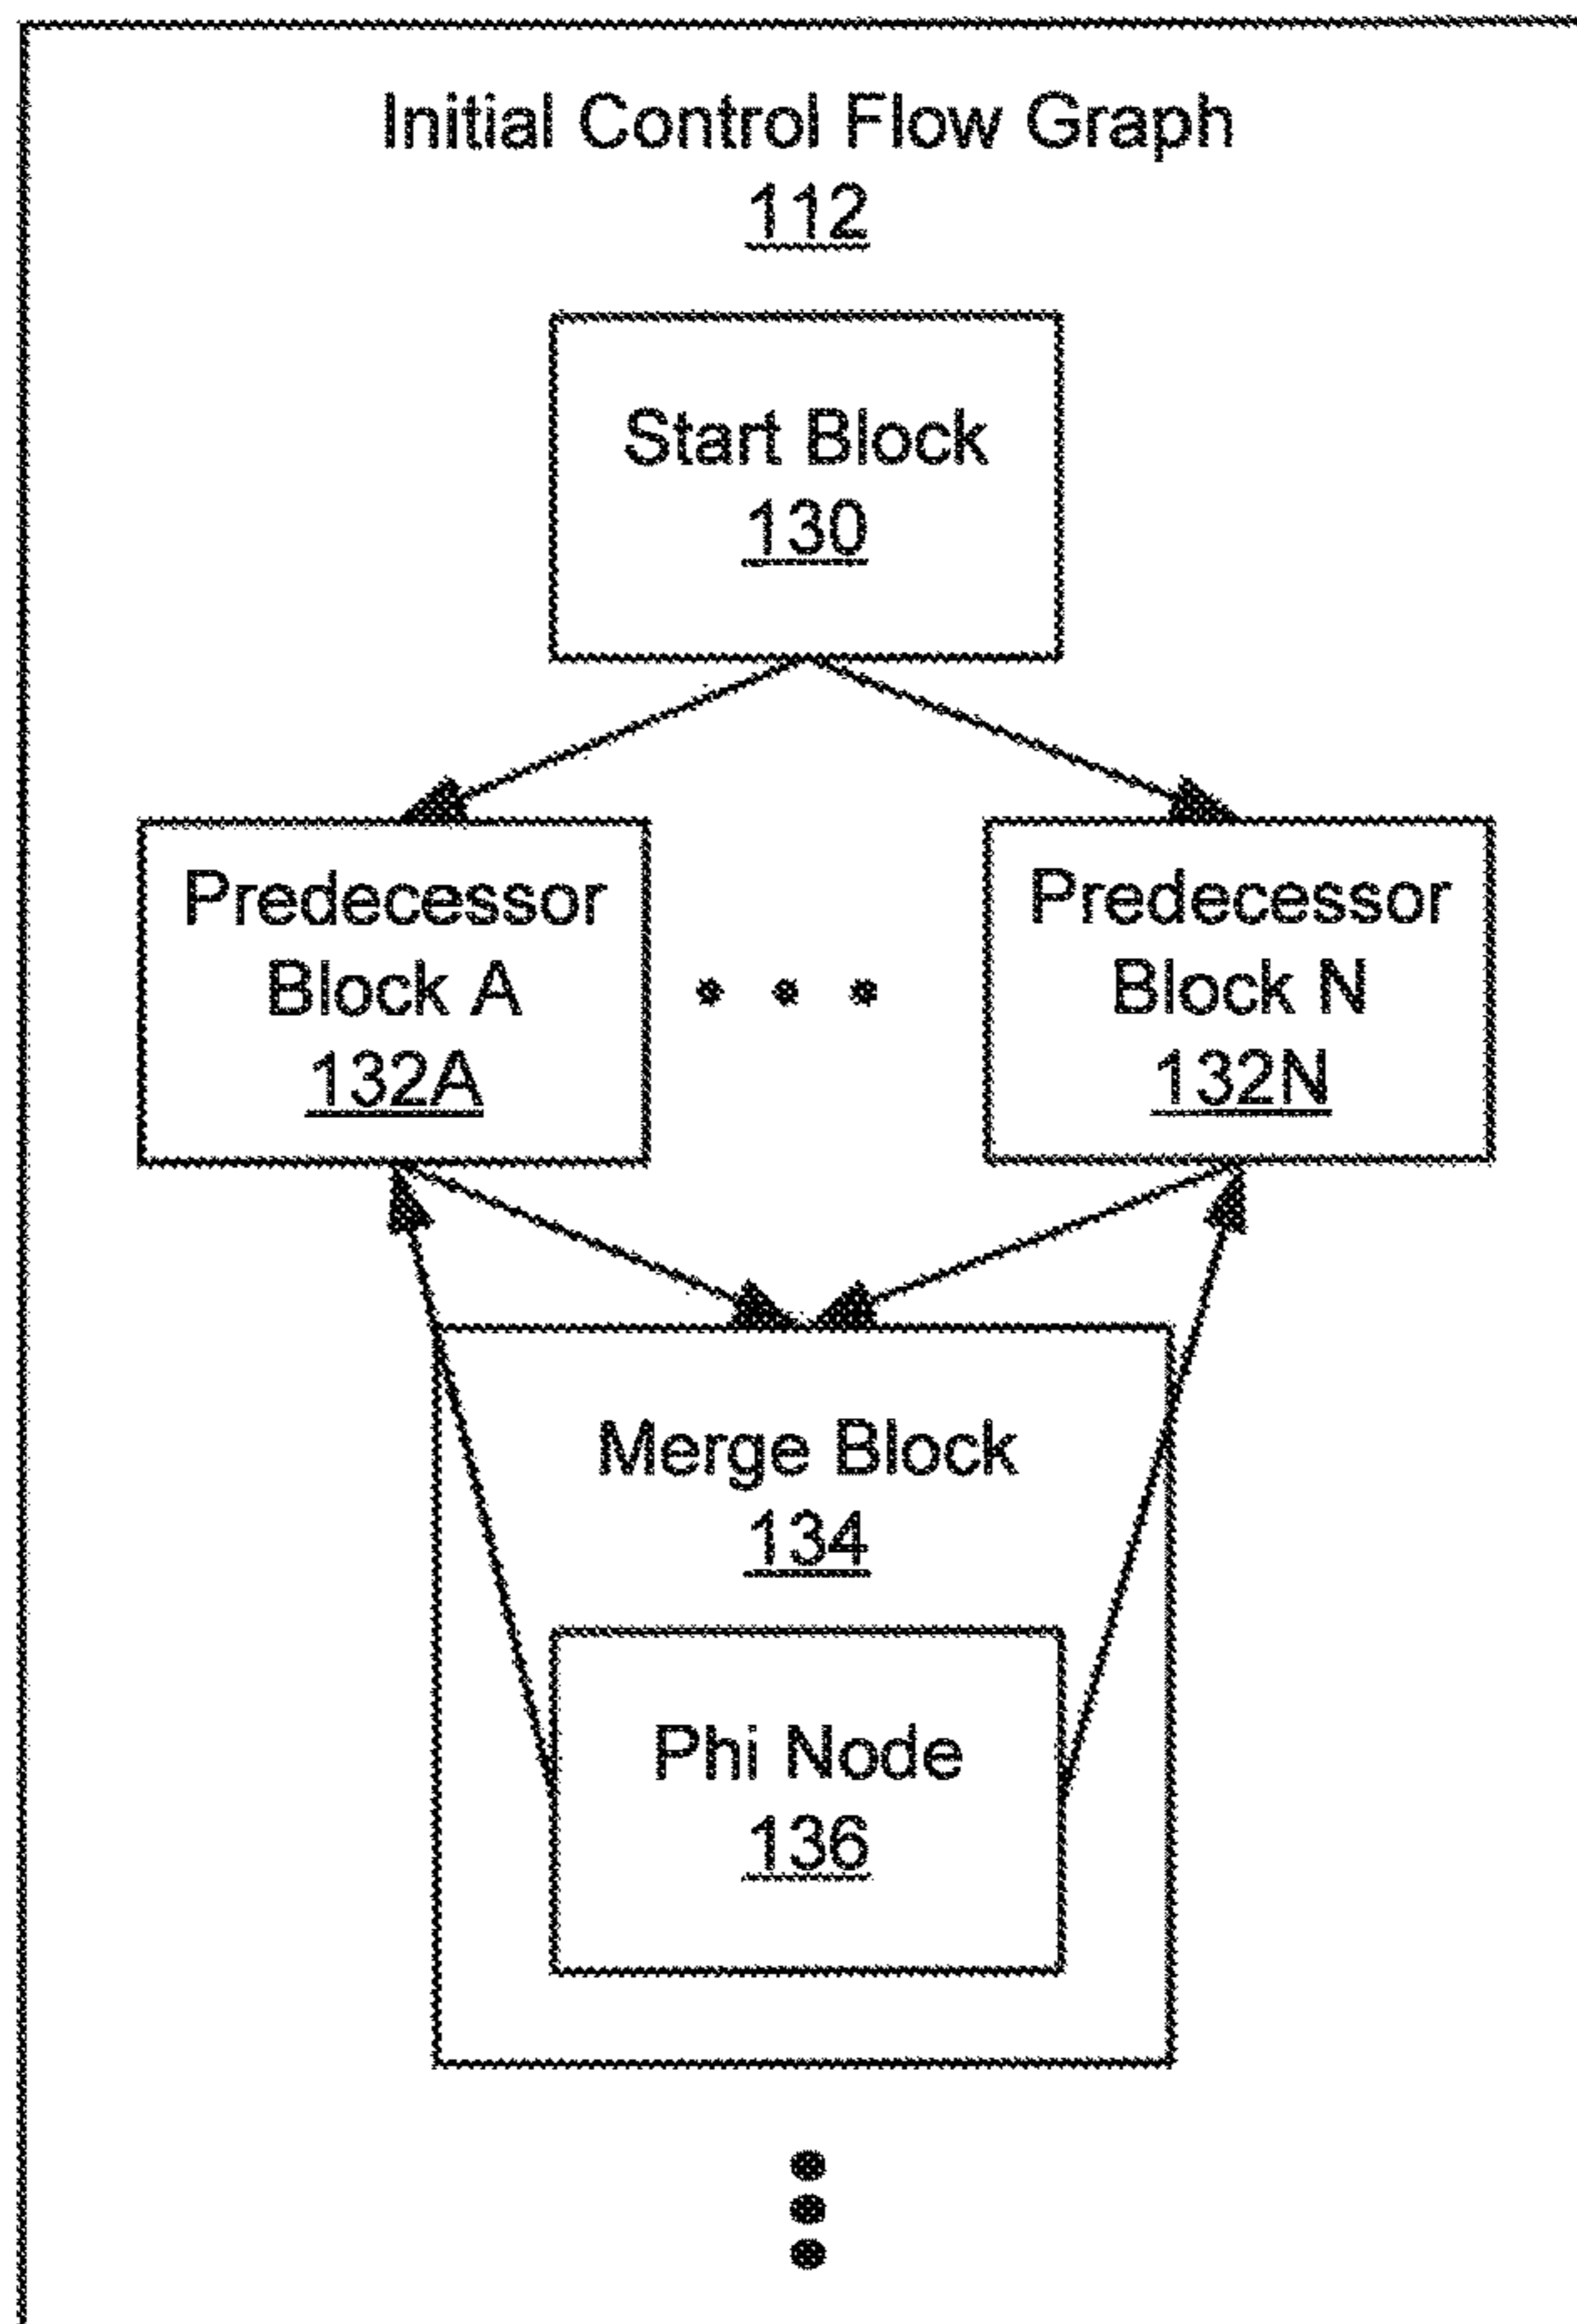 Initial Control Flow Graph
112
Start Block
130
Predecessor
Block A
132A
Predecessor
Block N
132N
Merge Block
134
Phi Node
136